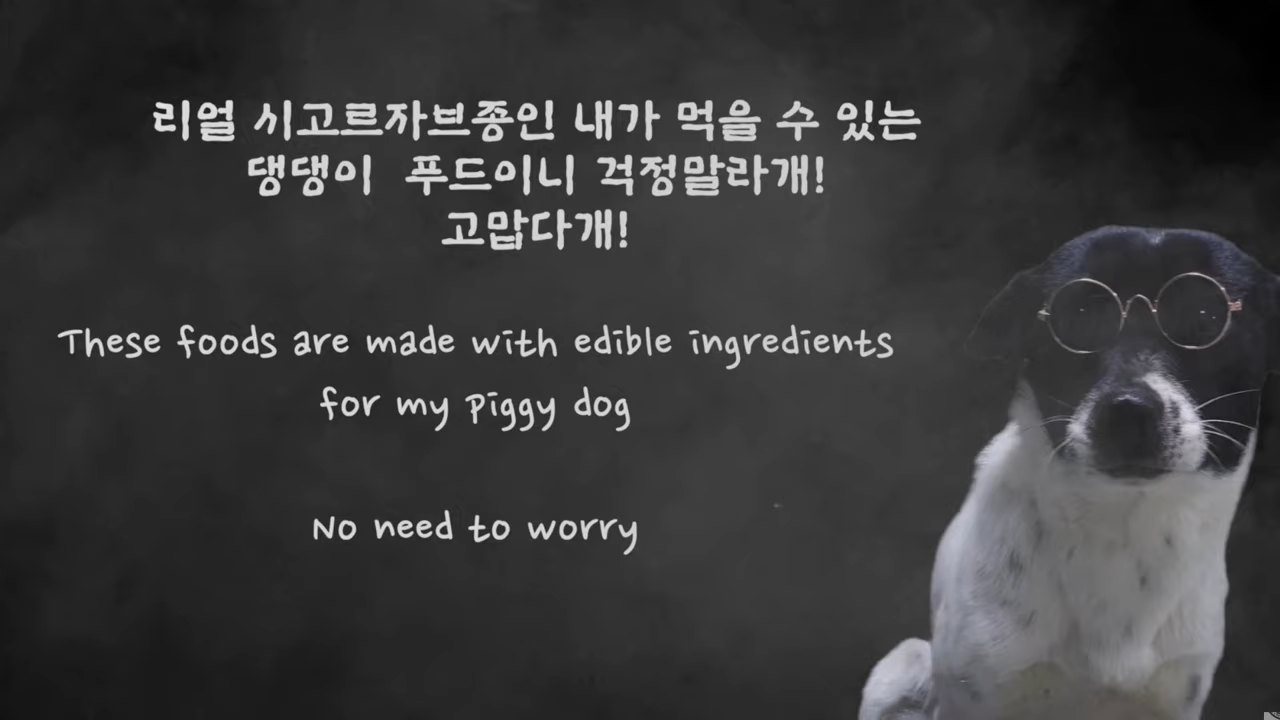 리얼 시고르자브종인 내가 먹을 수 있는
댕댕이 푸드이니 걱정말라개!
고맙다개!
These foods are made with edible ingredients
for my Piggy dog
No need to worry